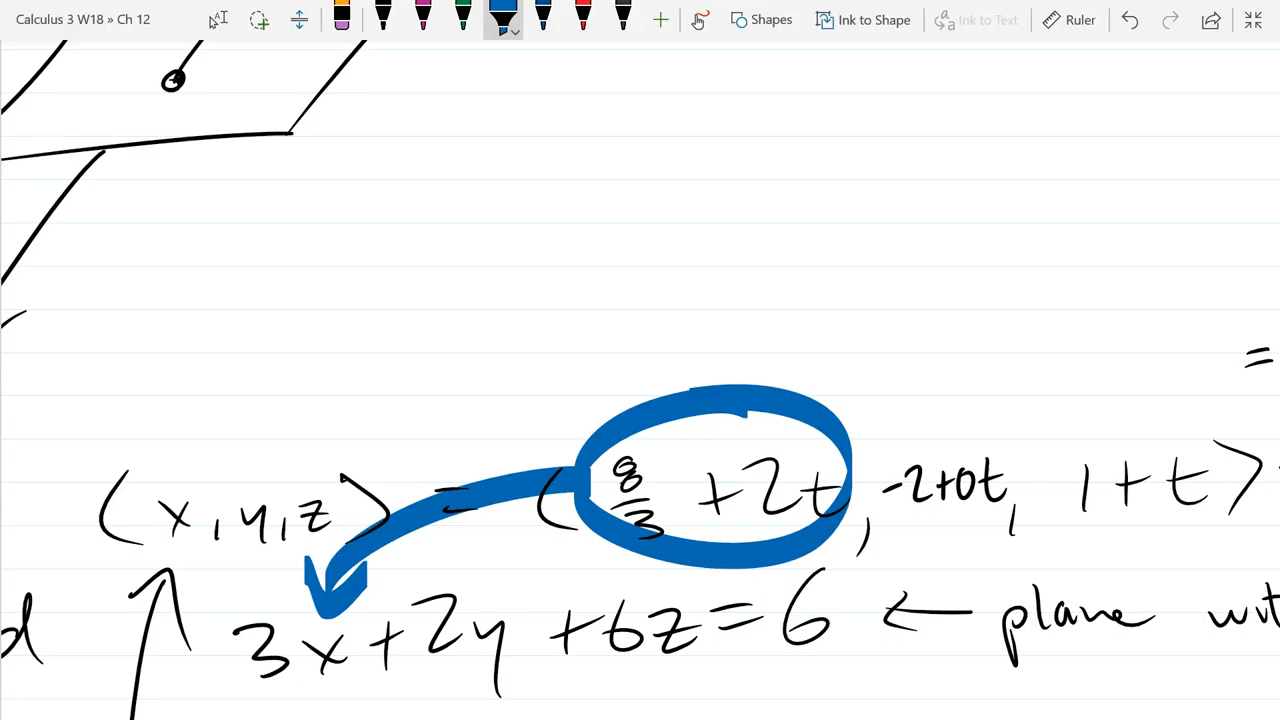 Calculus 3 W18 » Ch 12
Shapes Ink to Shape Ink to Text Ruler
=
(x, y, z) = (8/3 + 2t, -2+0t, 1+t)
3x + 2y + 6z = 6 ← plane